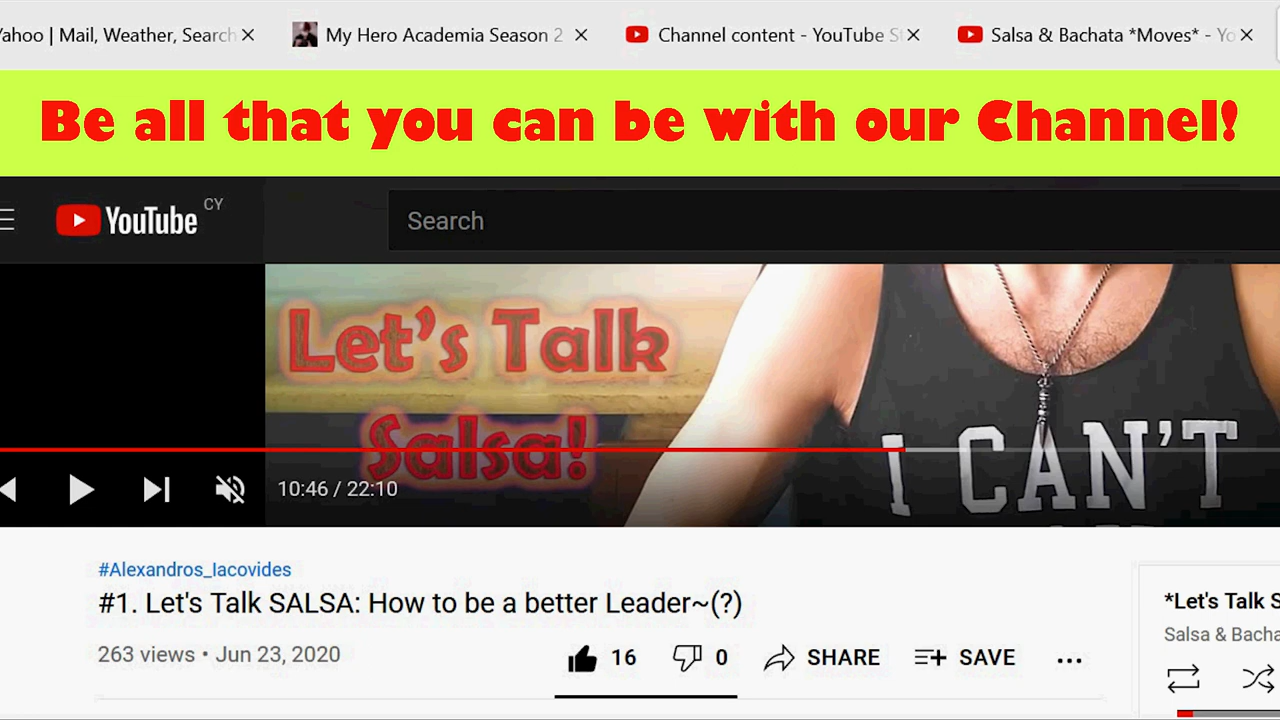 Yahoo | Mail, Weather, Search
My Hero Academia Season 2
Channel content - YouTube S
Salsa & Bachata *Moves* - Yo
Be all that you can be with our Channel!
YouTube CY
Search
Let's Talk
Salsa!
I CAN'T
10:46 / 22:10
#Alexandros_Iacovides
#1. Let's Talk SALSA: How to be a better Leader~(?)
263 views • Jun 23, 2020
16
0
SHARE
SAVE
*Let's Talk S
Salsa & Bacha